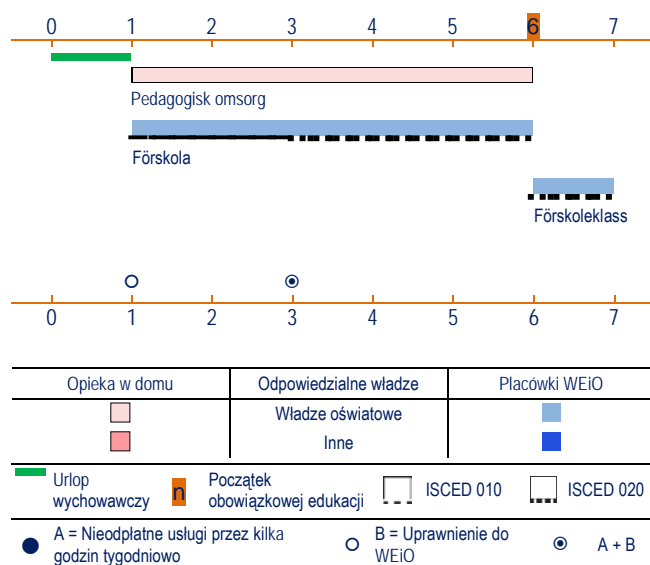 0 1 2 3 4 5 6 7
Pedagogisk omsorg
Förskola
Förskoleklass
0 1 2 3 4 5 6 7
Opieka w domu Odpowiedzialne władze Placówki WEiO
Władze oświatowe
Inne
Urlop wychowawczy
n Początek obowiązkowej edukacji
ISCED 010
ISCED 020
A = Nieodpłatne usługi przez kilka
godzin tygodniowo
B = Uprawnienie do
WEiO
A + B